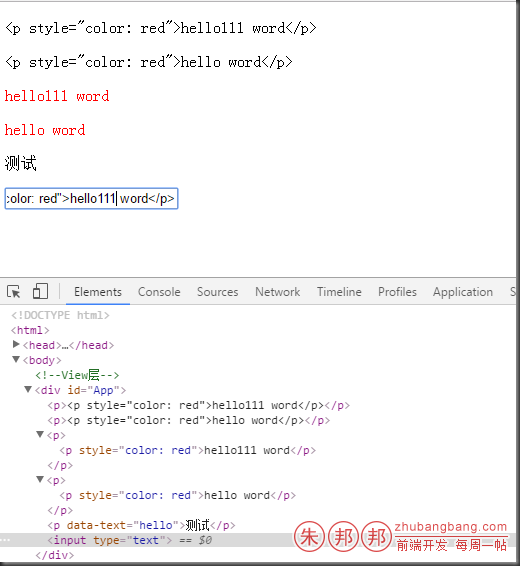 <p style="color: red">hello111 word</p>
<p style="color: red">hello word</p>
hello111 word
hello word
测试
:olor: red">hello111 word</p>
Elements Console Sources Network Timeline Profiles Application S
<!DOCTYPE html>
<html>
<head>…</head>
<body>
<!--View层-->
<div id="App">
<p><p style="color: red">hello111 word</p></p>
<p><p style="color: red">hello word</p></p>
<p>
<p style="color: red">hello111 word</p>
</p>
<p>
<p style="color: red">hello word</p>
</p>
<p data-text="hello">测试</p>
<input type="text"> == $0
</div>
朱邦邦 zhubangbang.com
前端开发 每周一帖